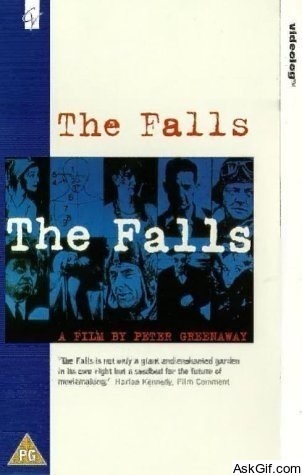 videolog
The Falls
The Falls
A FILM BY PETER GREENAWAY
"The Falls is not only a giant and enchanted garden
in its own right but a seedbed for the future of
moviemaking," Harlan Kennedy, Film Comment
PG
AskGif.com